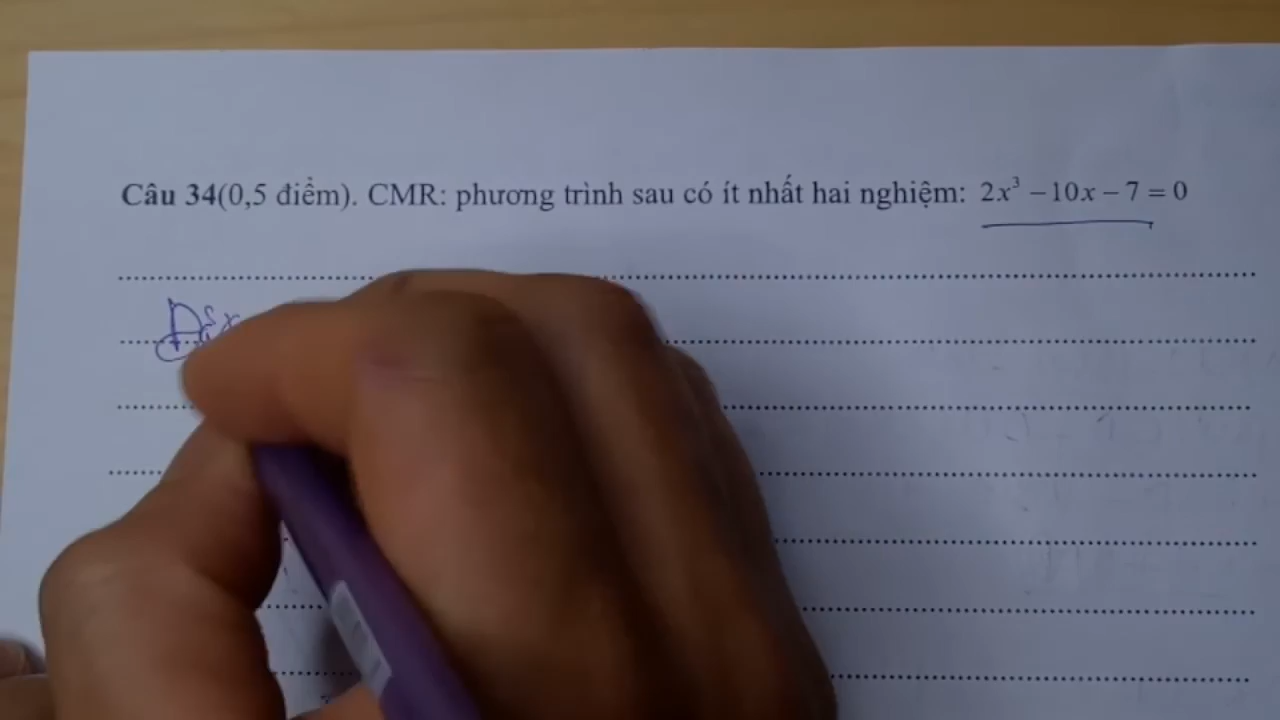 Câu 34(0,5 điểm). CMR: phương trình sau có ít nhất hai nghiệm: 2x³ – 10x – 7 = 0